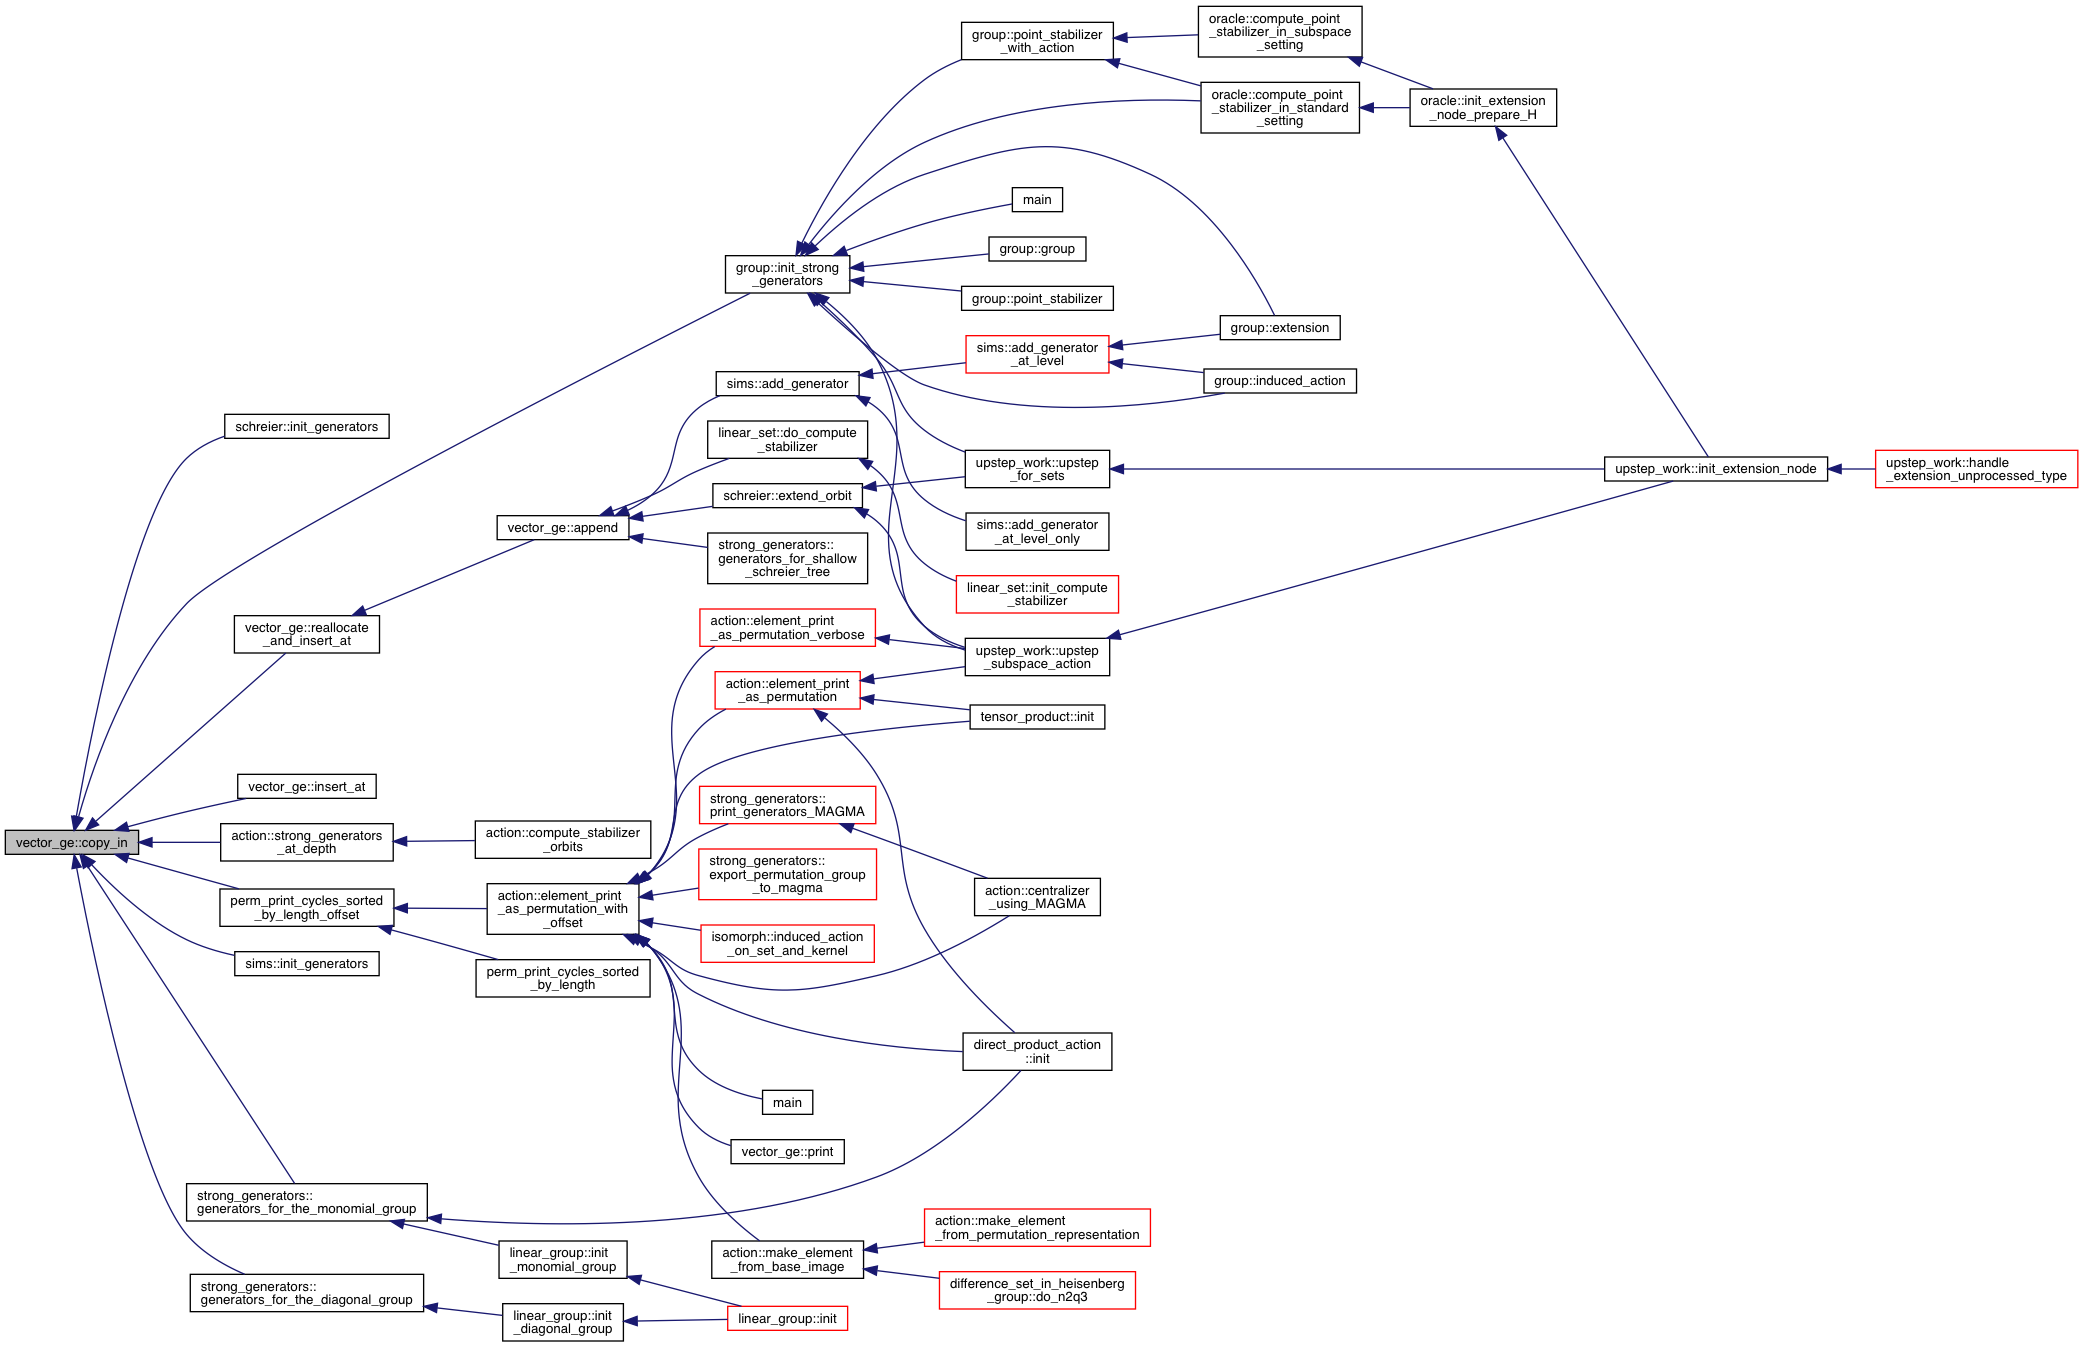 vector_ge::copy_in
schreier::init_generators
vector_ge::reallocate
_and_insert_at
vector_ge::insert_at
action::strong_generators
_at_depth
perm_print_cycles_sorted
_by_length_offset
sims::init_generators
strong_generators::
generators_for_the_monomial_group
strong_generators::
generators_for_the_diagonal_group
vector_ge::append
action::compute_stabilizer
_orbits
action::element_print
_as_permutation_with
_offset
perm_print_cycles_sorted
_by_length
linear_group::init
_monomial_group
linear_group::init
_diagonal_group
group::init_strong
_generators
sims::add_generator
linear_set::do_compute
_stabilizer
schreier::extend_orbit
strong_generators::
generators_for_shallow
_schreier_tree
action::element_print
_as_permutation_verbose
action::element_print
_as_permutation
strong_generators::
print_generators_MAGMA
strong_generators::
export_permutation_group
_to_magma
isomorph::induced_action
_on_set_and_kernel
main
vector_ge::print
action::make_element
_from_base_image
linear_group::init
group::point_stabilizer
_with_action
main
group::group
group::point_stabilizer
sims::add_generator
_at_level
upstep_work::upstep
_for_sets
sims::add_generator
_at_level_only
linear_set::init_compute
_stabilizer
upstep_work::upstep
_subspace_action
tensor_product::init
action::centralizer
_using_MAGMA
direct_product_action
::init
action::make_element
_from_permutation_representation
difference_set_in_heisenberg
_group::do_n2q3
oracle::compute_point
_stabilizer_in_subspace
_setting
oracle::compute_point
_stabilizer_in_standard
_setting
group::extension
group::induced_action
oracle::init_extension
_node_prepare_H
upstep_work::init_extension_node
upstep_work::handle
_extension_unprocessed_type